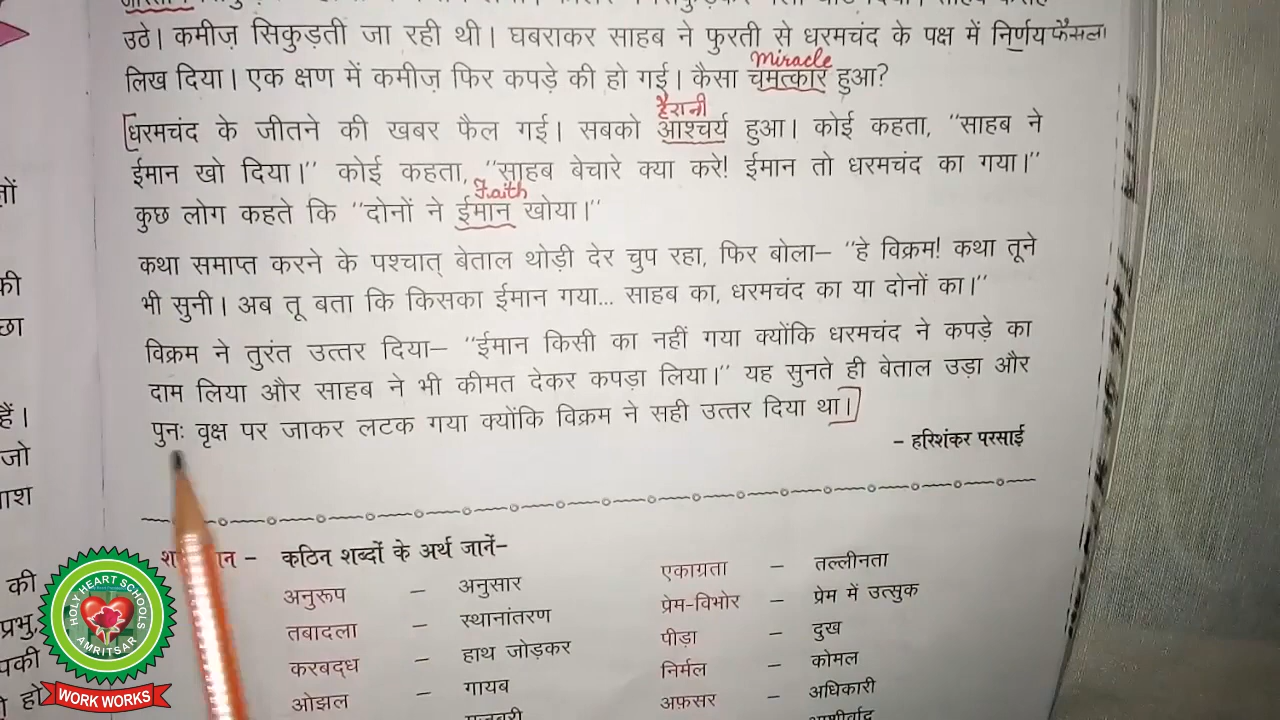 उठे। कमीज़ सिकुड़ती जा रही थी। घबराकर साहब ने फुरती से धरमचंद के पक्ष में निर्णय फैसला
Miracle
लिख दिया। एक क्षण में कमीज़ फिर कपड़े की हो गई। कैसा चमत्कार हुआ?
हैरानी
धरमचंद के जीतने की खबर फैल गई। सबको आश्चर्य हुआ। कोई कहता, "साहब ने
ईमान खो दिया।" कोई कहता, "साहब बेचारे क्या करे! ईमान तो धरमचंद का गया।"
Faith
कुछ लोग कहते कि "दोनों ने ईमान खोया।"
कथा समाप्त करने के पश्चात् बेताल थोड़ी देर चुप रहा, फिर बोला– "हे विक्रम! कथा तूने
भी सुनी। अब तू बता कि किसका ईमान गया... साहब का, धरमचंद का या दोनों का।"
विक्रम ने तुरंत उत्तर दिया– "ईमान किसी का नहीं गया क्योंकि धरमचंद ने कपड़े का
दाम लिया और साहब ने भी कीमत देकर कपड़ा लिया।" यह सुनते ही बेताल उड़ा और
पुनः वृक्ष पर जाकर लटक गया क्योंकि विक्रम ने सही उत्तर दिया था।
– हरिशंकर परसाई
कठिन शब्दों के अर्थ जानें–
अनुरूप – अनुसार
तबादला – स्थानांतरण
करबद्ध – हाथ जोड़कर
ओझल – गायब
एकाग्रता – तल्लीनता
प्रेम-विभोर – प्रेम में उत्सुक
पीड़ा – दुख
निर्मल – कोमल
अफ़सर – अधिकारी
की
जो
हैं।
की
प्रभु,
HOLY HEART SCHOOLS
AMRITSAR
WORK WORKS